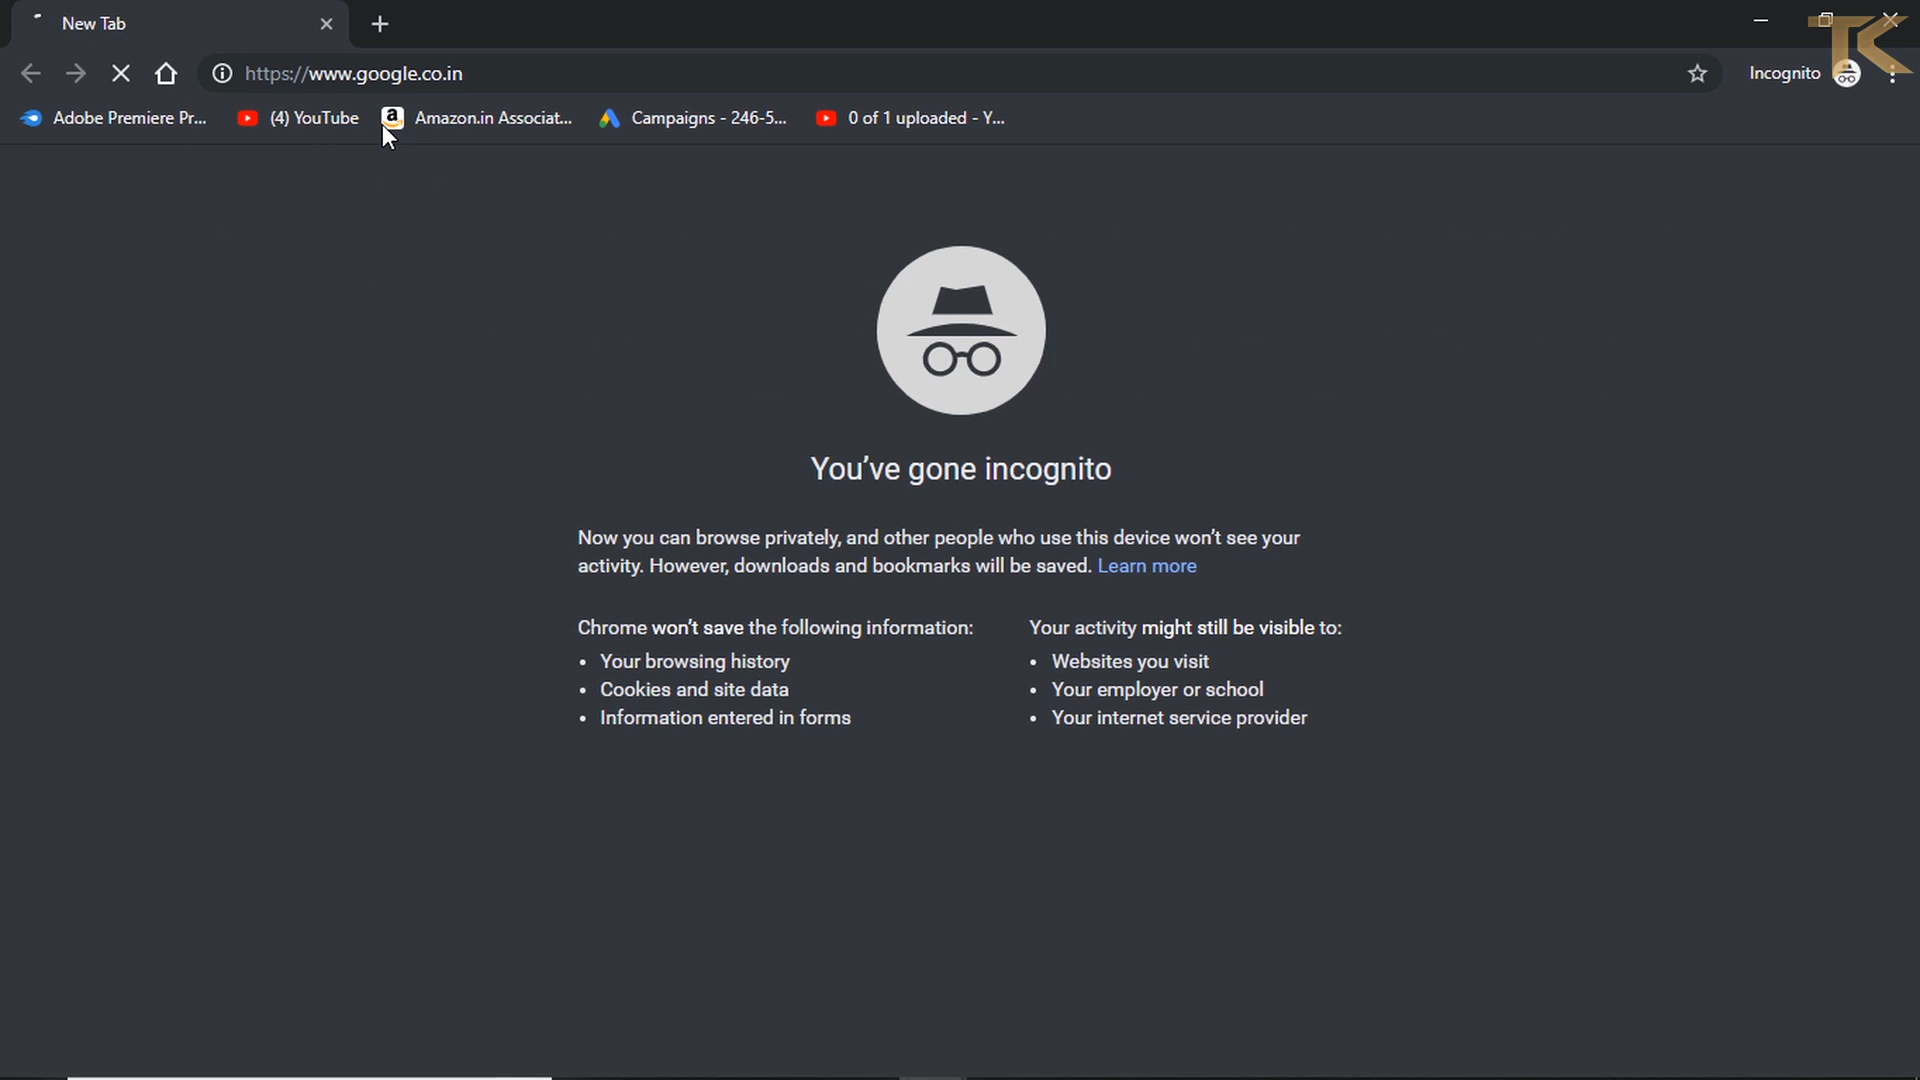 New Tab
https://www.google.co.in
Incognito
TK
Adobe Premiere Pr...
(4) YouTube
Amazon.in Associat...
Campaigns - 246-5...
0 of 1 uploaded - Y...
You've gone incognito
Now you can browse privately, and other people who use this device won't see your
activity. However, downloads and bookmarks will be saved. Learn more
Chrome won't save the following information:
• Your browsing history
• Cookies and site data
• Information entered in forms
Your activity might still be visible to:
• Websites you visit
• Your employer or school
• Your internet service provider